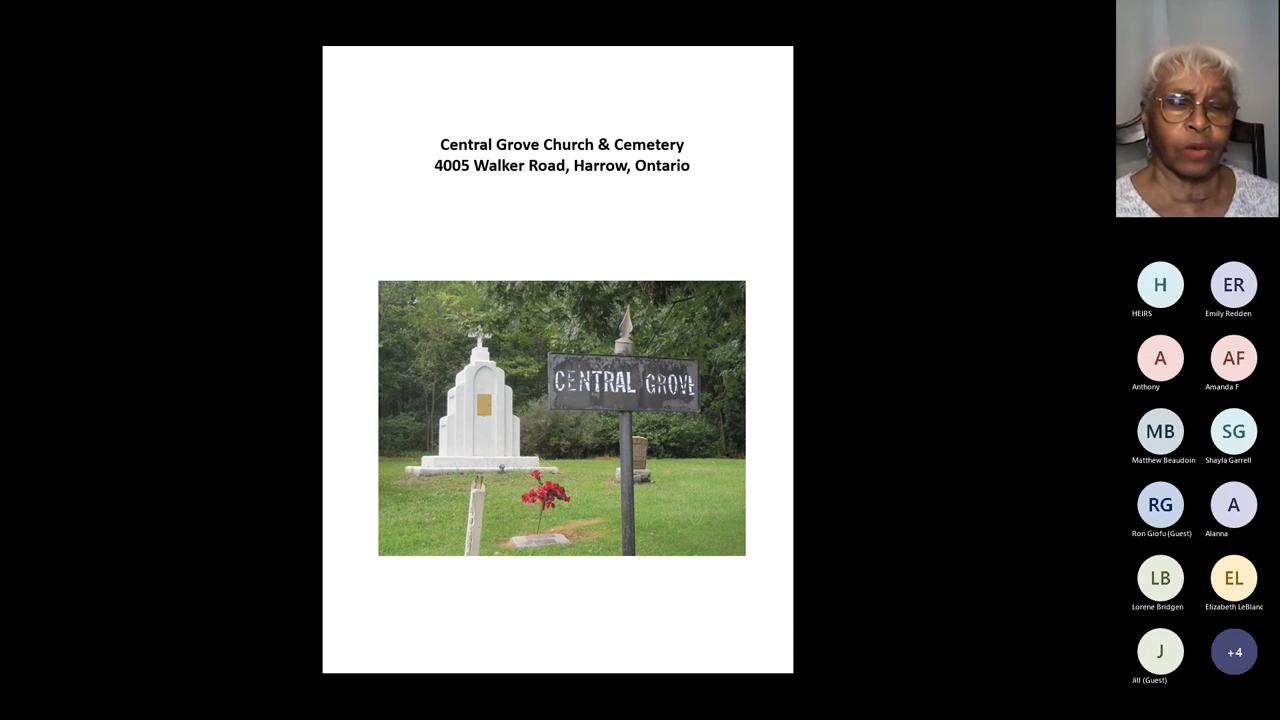 Central Grove Church & Cemetery
4005 Walker Road, Harrow, Ontario
CENTRAL GROVE
H
HEIRS
ER
Emily Redden
A
Anthony
AF
Amanda F
MB
Matthew Beaudoin
SG
Shayla Garrell
RG
Ron Giofu (Guest)
A
Alanna
LB
Lorene Bridgen
EL
Elizabeth LeBlanc
J
Jill (Guest)
+4